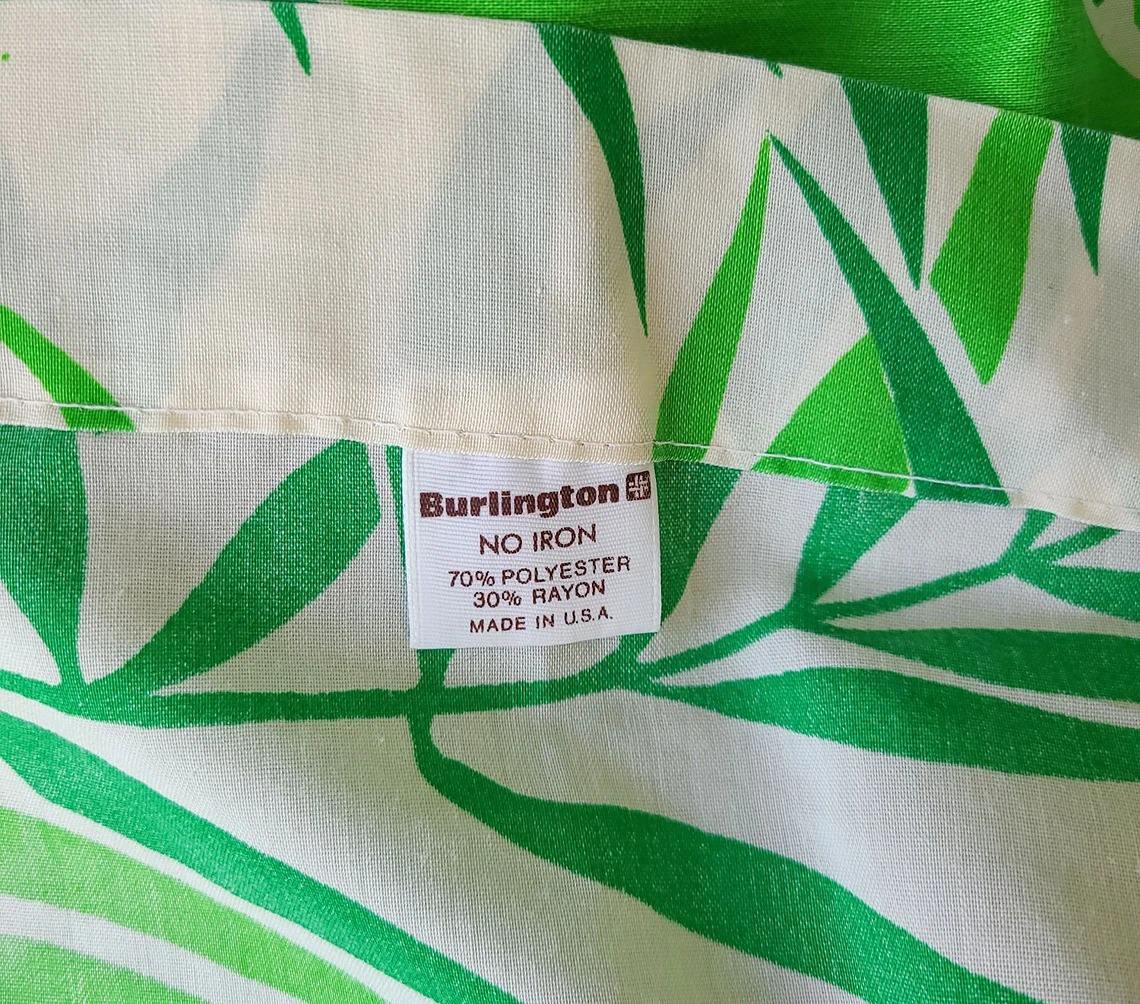 Burlington
NO IRON
70% POLYESTER
30% RAYON
MADE IN U.S.A.